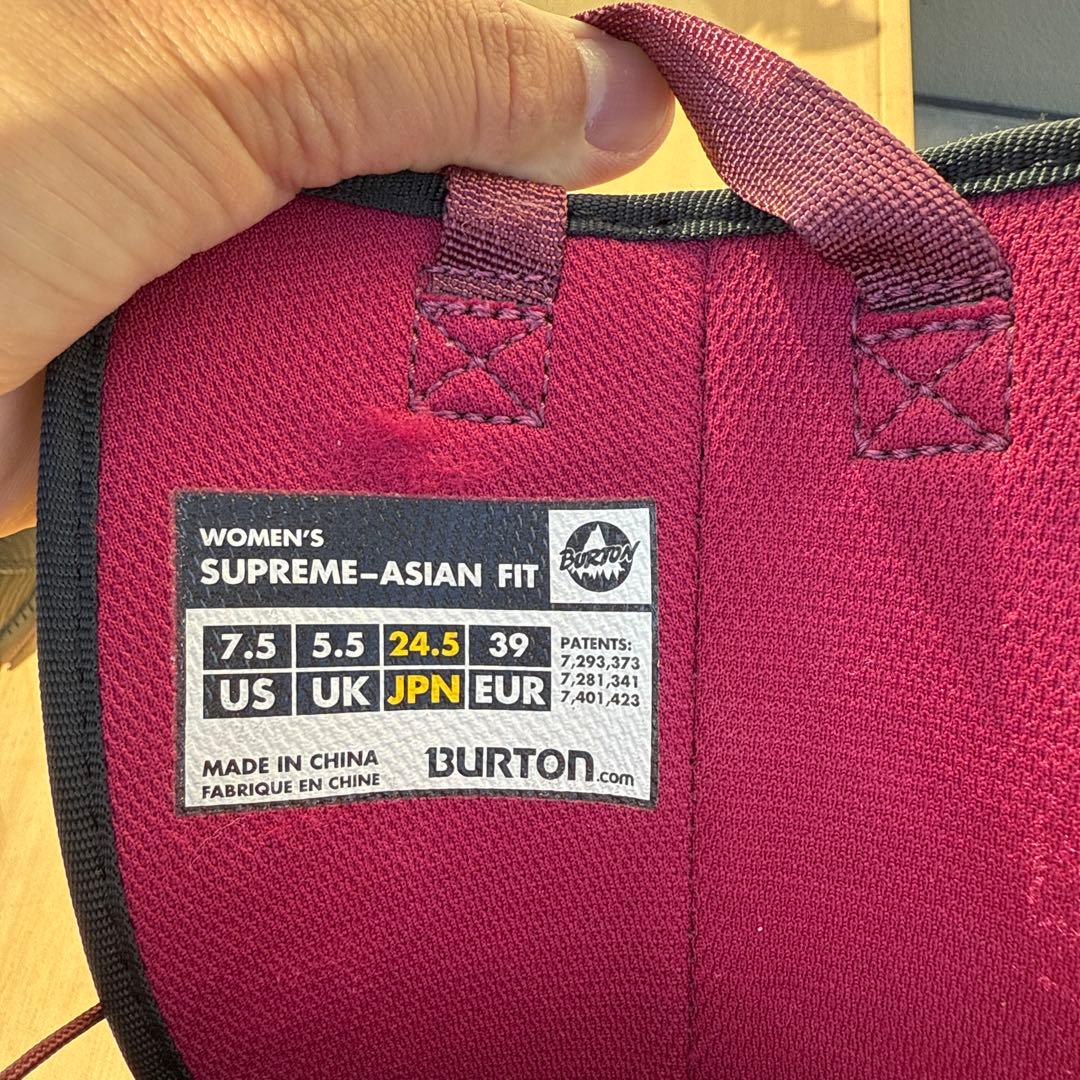 WOMEN'S
SUPREME-ASIAN FIT
BURTON
7.5 5.5 24.5 39
US UK JPN EUR
PATENTS:
7,293,373
7,281,341
7,401,423
MADE IN CHINA
FABRIQUE EN CHINE
BURTON.com